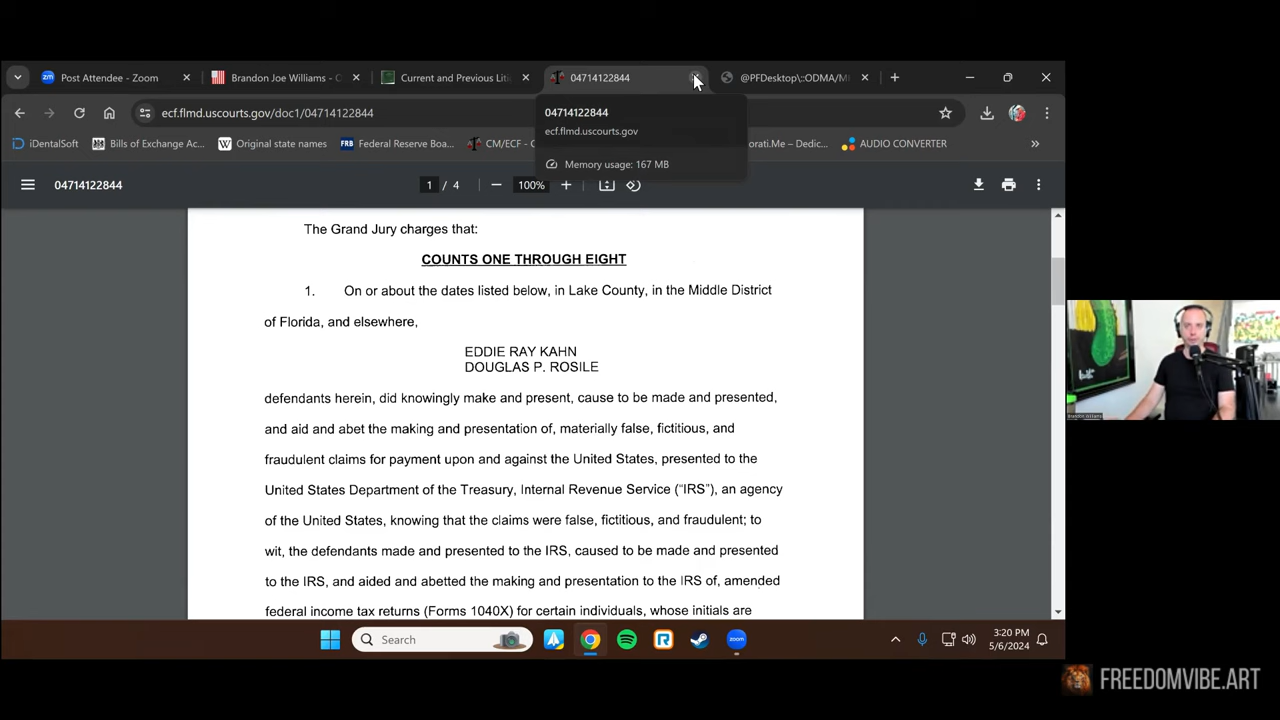 Post Attendee - Zoom
Brandon Joe Williams - C
Current and Previous Liti
04714122844
@PFDesktop\::ODMA/M
ecf.flmd.uscourts.gov/doc1/04714122844
04714122844
ecf.flmd.uscourts.gov
Memory usage: 167 MB
iDentalSoft
Bills of Exchange Ac...
Original state names
Federal Reserve Boa...
CM/ECF -
orati.Me – Dedic...
AUDIO CONVERTER
04714122844
1 / 4
100%
The Grand Jury charges that:
COUNTS ONE THROUGH EIGHT
1. On or about the dates listed below, in Lake County, in the Middle District
of Florida, and elsewhere,
EDDIE RAY KAHN
DOUGLAS P. ROSILE
defendants herein, did knowingly make and present, cause to be made and presented,
and aid and abet the making and presentation of, materially false, fictitious, and
fraudulent claims for payment upon and against the United States, presented to the
United States Department of the Treasury, Internal Revenue Service (“IRS”), an agency
of the United States, knowing that the claims were false, fictitious, and fraudulent; to
wit, the defendants made and presented to the IRS, caused to be made and presented
to the IRS, and aided and abetted the making and presentation to the IRS of, amended
federal income tax returns (Forms 1040X) for certain individuals, whose initials are
Search
3:20 PM
5/6/2024
FREEDOMVIBE.ART